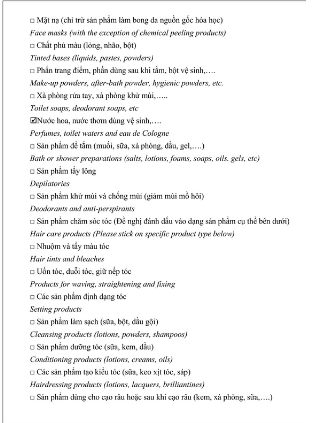 □ Mặt nạ (chỉ trừ sản phẩm làm bong da nguồn gốc hóa học)
Face masks (with the exception of chemical peeling products)
□ Chất phủ màu (lỏng, nhão, bột)
Tinted bases (liquids, pastes, powders)
□ Phấn trang điểm, phấn dùng sau khi tắm, bột vệ sinh,….
Make-up powders, after-bath powder, hygienic powders, etc.
□ Xà phòng rửa tay, xà phòng khử mùi,…..
Toilet soaps, deodorant soaps, etc
☑Nước hoa, nước thơm dùng vệ sinh,….
Perfumes, toilet waters and eau de Cologne
□ Sản phẩm để tắm (muối, sữa, xà phòng, dầu, gel,….)
Bath or shower preparations (salts, lotions, foams, soaps, oils, gels, etc)
□ Sản phẩm tẩy lông
Depilatories
□ Sản phẩm khử mùi và chống mùi (giảm mùi mồ hôi)
Deodorants and anti-perspirants
□ Sản phẩm chăm sóc tóc (Đề nghị đánh dấu vào dạng sản phẩm cụ thể bên dưới)
Hair care products (Please stick on specific product type below)
□ Nhuộm và tẩy màu tóc
Hair tints and bleaches
□ Uốn tóc, duỗi tóc, giữ nếp tóc
Products for waving, straightening and fixing
□ Các sản phẩm định dạng tóc
Setting products
□ Sản phẩm làm sạch (sữa, bột, dầu gội)
Cleansing products (lotions, powders, shampoos)
□ Sản phẩm dưỡng tóc (sữa, kem, dầu)
Conditioning products (lotions, creams, oils)
□ Các sản phẩm tạo kiểu tóc (sữa, keo xịt tóc, sáp)
Hairdressing products (lotions, lacquers, brilliantines)
□ Sản phẩm dùng cho cạo râu hoặc sau khi cạo râu (kem, xà phòng, sữa,….)